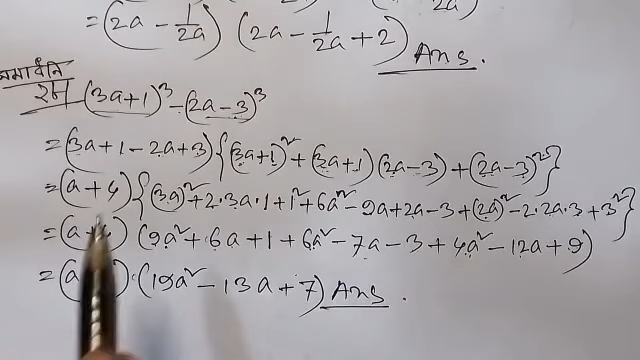 = (2a - 1/2a) (2a - 1/2a + 2) Ans.
(3a+1)³ - (2a-3)³
= (3a+1-2a+3) {(3a+1)² + (3a+1)(2a-3) + (2a-3)²}
= (a+4) {(3a)² + 2·3a·1 + 1² + 6a² - 9a + 2a - 3 + (2a)² - 2·2a·3 + 3²}
= (a+4) (9a² + 6a + 1 + 6a² - 7a - 3 + 4a² - 12a + 9)
= (a ) · (19a² - 13a + 7) Ans.